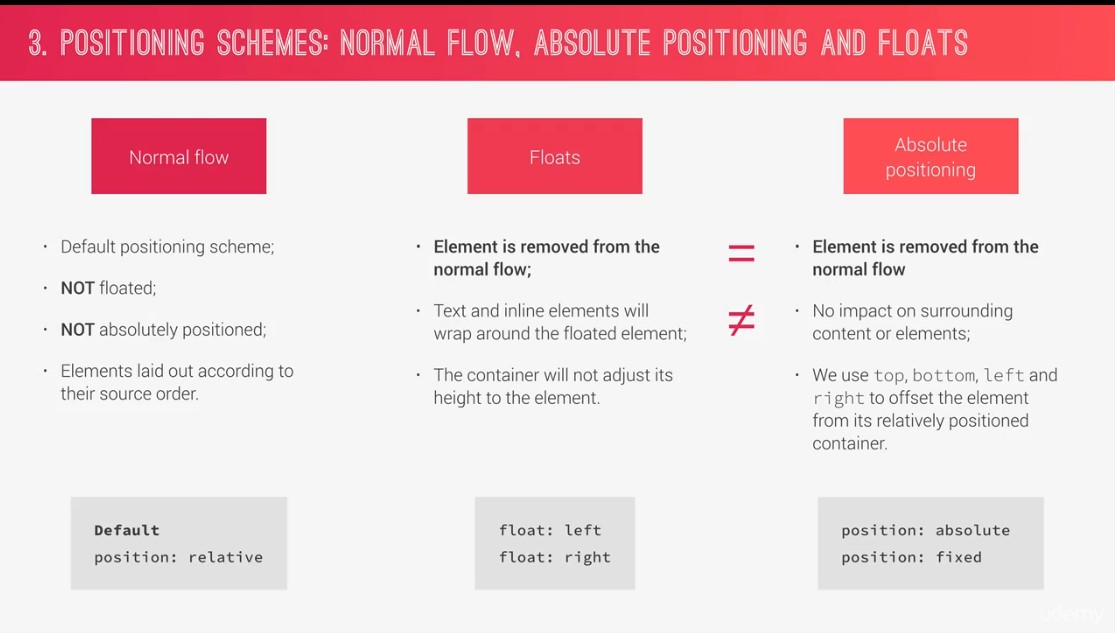 3. POSITIONING SCHEMES: NORMAL FLOW, ABSOLUTE POSITIONING AND FLOATS
Normal flow
• Default positioning scheme;
• NOT floated;
• NOT absolutely positioned;
• Elements laid out according to
their source order.
Default
position: relative
Floats
• Element is removed from the
normal flow;
• Text and inline elements will
wrap around the floated element;
• The container will not adjust its
height to the element.
float: left
float: right
=
≠
Absolute
positioning
• Element is removed from the
normal flow
• No impact on surrounding
content or elements;
• We use top, bottom, left and
right to offset the element
from its relatively positioned
container.
position: absolute
position: fixed
udemy